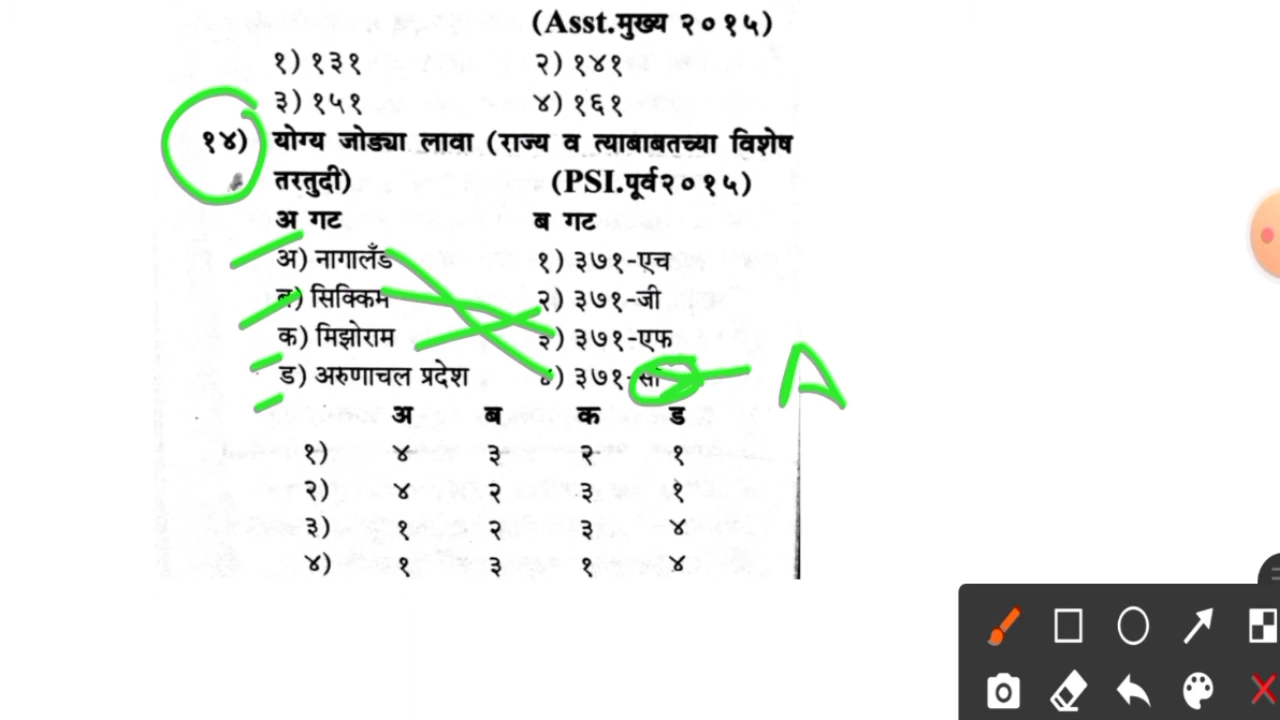 (Asst.मुख्य २०१५)
१) १३१ २) १४१
३) १५१ ४) १६१
१४) योग्य जोड्या लावा (राज्य व त्याबाबतच्या विशेष
तरतुदी) (PSI.पूर्व२०१५)
अ गट ब गट
अ) नागालँड १) ३७१-एच
ब) सिक्किम २) ३७१-जी
क) मिझोराम ३) ३७१-एफ
ड) अरुणाचल प्रदेश ४) ३७१-सी
अ ब क ड
१) ४ ३ २ १
२) ४ २ ३ १
३) १ २ ३ ४
४) १ ३ १ ४
A